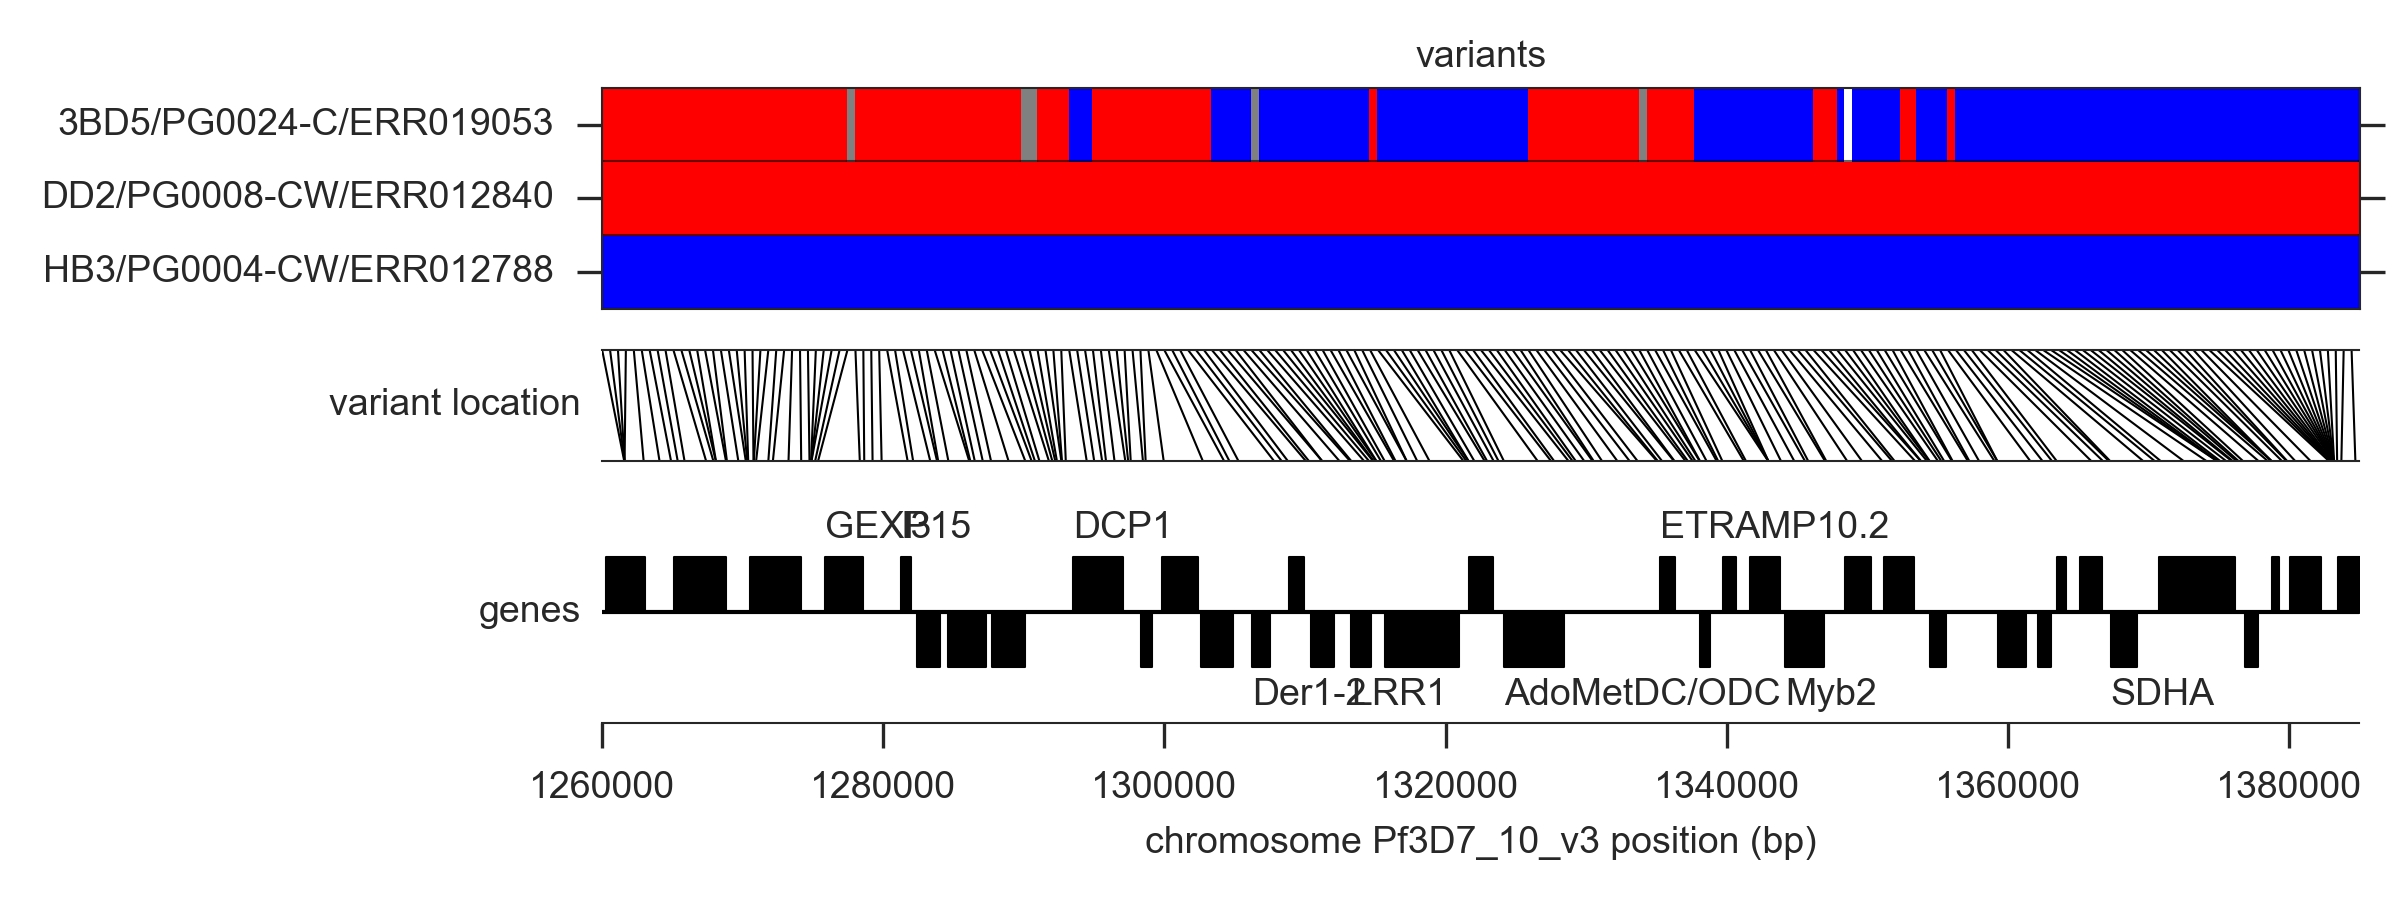 variants
3BD5/PG0024-C/ERR019053
DD2/PG0008-CW/ERR012840
HB3/PG0004-CW/ERR012788
variant location
DCP1 ETRAMP10.2
genes
Der1-2 LRR1 AdoMetDC/ODC Myb2 SDHA
1260000 1280000 1300000 1320000 1340000 1360000 1380000
chromosome Pf3D7_10_v3 position (bp)